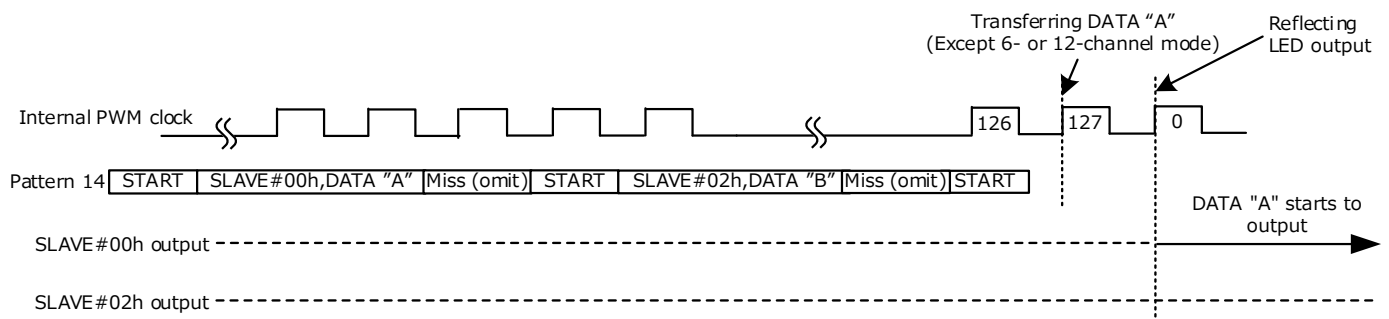 Transferring DATA “A”
(Except 6- or 12-channel mode)
Reflecting
LED output
Internal PWM clock
126
127
0
Pattern 14 START SLAVE#00h,DATA ”A” Miss (omit) START SLAVE#02h,DATA ”B” Miss (omit) START
DATA "A" starts to
output
SLAVE#00h output
SLAVE#02h output